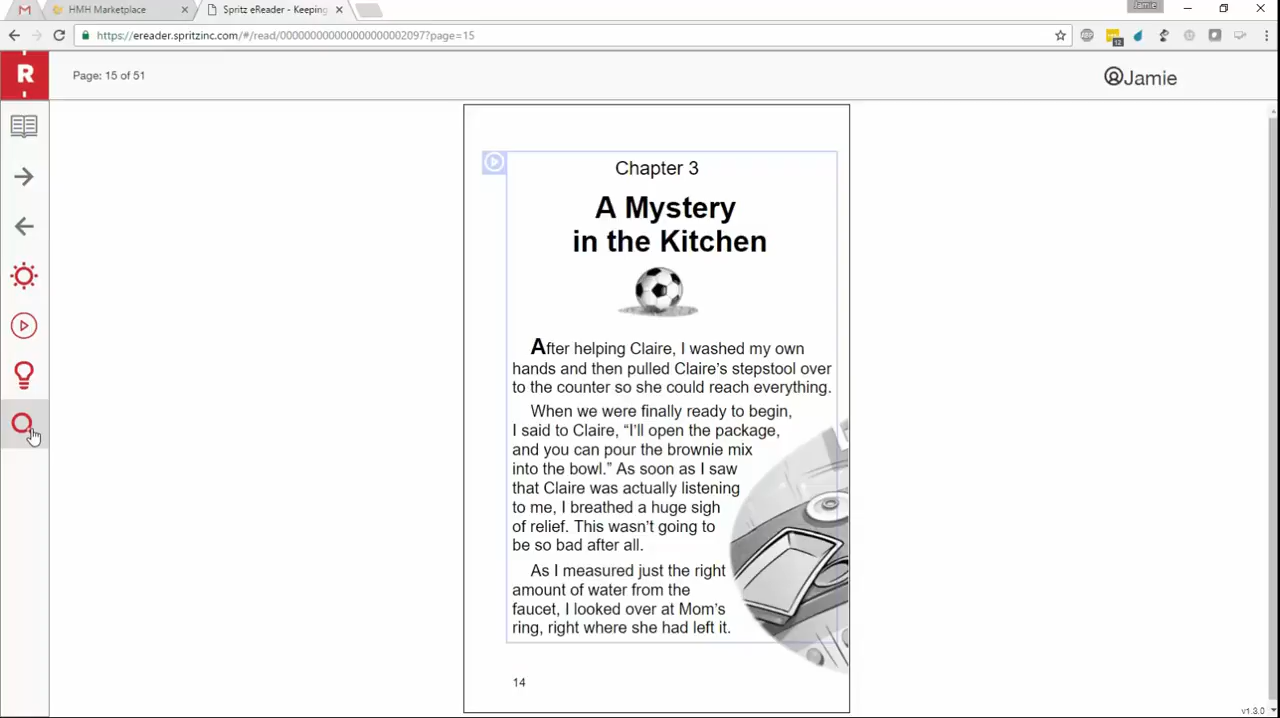 HMH Marketplace
Spritz eReader - Keeping
Jamie
https://ereader.spritzinc.com/#/read/0000000000000000000002097?page=15
12
R
Page: 15 of 51
Jamie
Chapter 3
A Mystery
in the Kitchen
After helping Claire, I washed my own
hands and then pulled Claire's stepstool over
to the counter so she could reach everything.
When we were finally ready to begin,
I said to Claire, “I'll open the package,
and you can pour the brownie mix
into the bowl.” As soon as I saw
that Claire was actually listening
to me, I breathed a huge sigh
of relief. This wasn't going to
be so bad after all.
As I measured just the right
amount of water from the
faucet, I looked over at Mom's
ring, right where she had left it.
14
v1.3.0